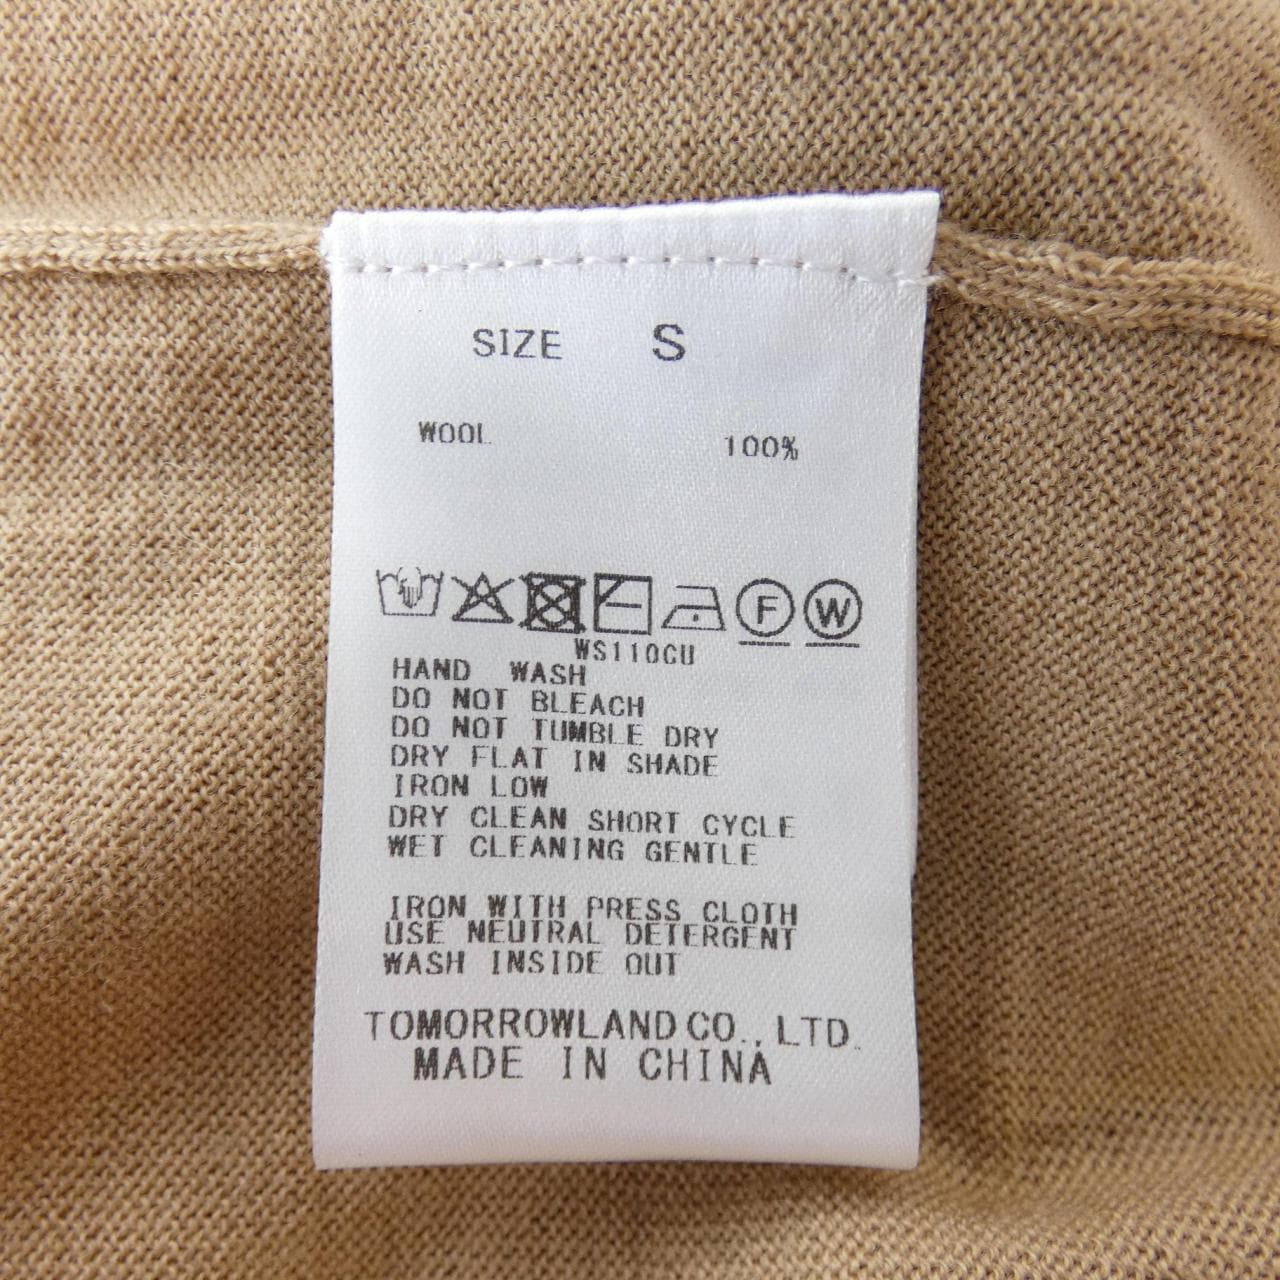 SIZE S
WOOL 100%
F W
WS110CU
HAND WASH
DO NOT BLEACH
DO NOT TUMBLE DRY
DRY FLAT IN SHADE
IRON LOW
DRY CLEAN SHORT CYCLE
WET CLEANING GENTLE
IRON WITH PRESS CLOTH
USE NEUTRAL DETERGENT
WASH INSIDE OUT
TOMORROWLAND CO., LTD.
MADE IN CHINA